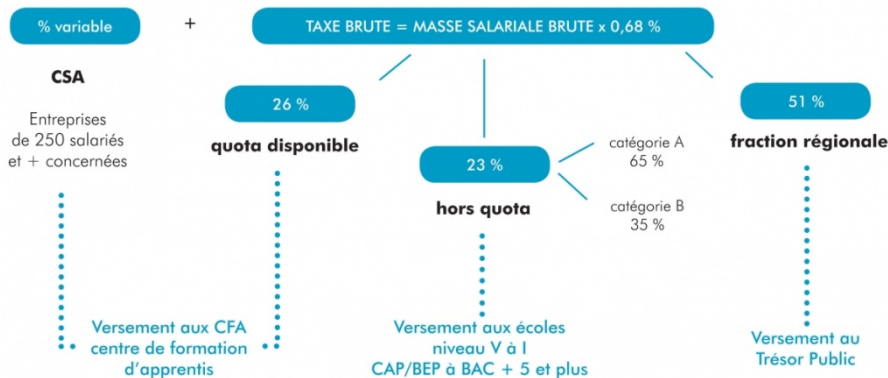 % variable
+
TAXE BRUTE = MASSE SALARIALE BRUTE x 0,68 %
CSA
Entreprises
de 250 salariés
et + concernées
26 %
quota disponible
23 %
hors quota
catégorie A
65 %
catégorie B
35 %
51 %
fraction régionale
Versement aux CFA
centre de formation
d'apprentis
Versement aux écoles
niveau V à I
CAP/BEP à BAC + 5 et plus
Versement au
Trésor Public